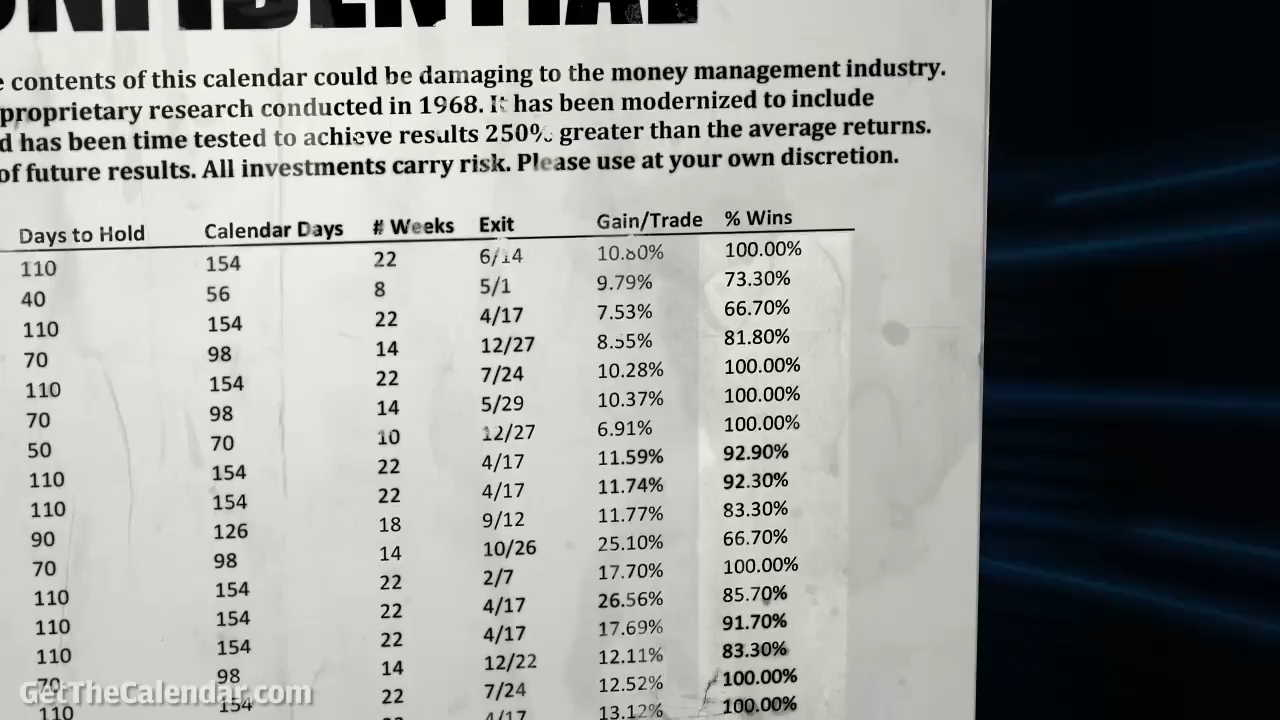 CONFIDENTIAL
contents of this calendar could be damaging to the money management industry.
proprietary research conducted in 1968. It has been modernized to include
has been time tested to achieve results 250% greater than the average returns.
of future results. All investments carry risk. Please use at your own discretion.
Days to Hold Calendar Days # Weeks Exit Gain/Trade % Wins
110 154 22 6/14 10.80% 100.00%
40 56 8 5/1 9.79% 73.30%
110 154 22 4/17 7.53% 66.70%
70 98 14 12/27 8.55% 81.80%
110 154 22 7/24 10.28% 100.00%
70 98 14 5/29 10.37% 100.00%
50 70 10 12/27 6.91% 100.00%
110 154 22 4/17 11.59% 92.90%
110 154 22 4/17 11.74% 92.30%
90 126 18 9/12 11.77% 83.30%
70 98 14 10/26 25.10% 66.70%
110 154 22 2/7 17.70% 100.00%
110 154 22 4/17 26.56% 85.70%
110 154 22 4/17 17.69% 91.70%
70 98 14 12/22 12.11% 83.30%
110 154 22 7/24 12.52% 100.00%
4/17 13.12% 100.00%
GetTheCalendar.com